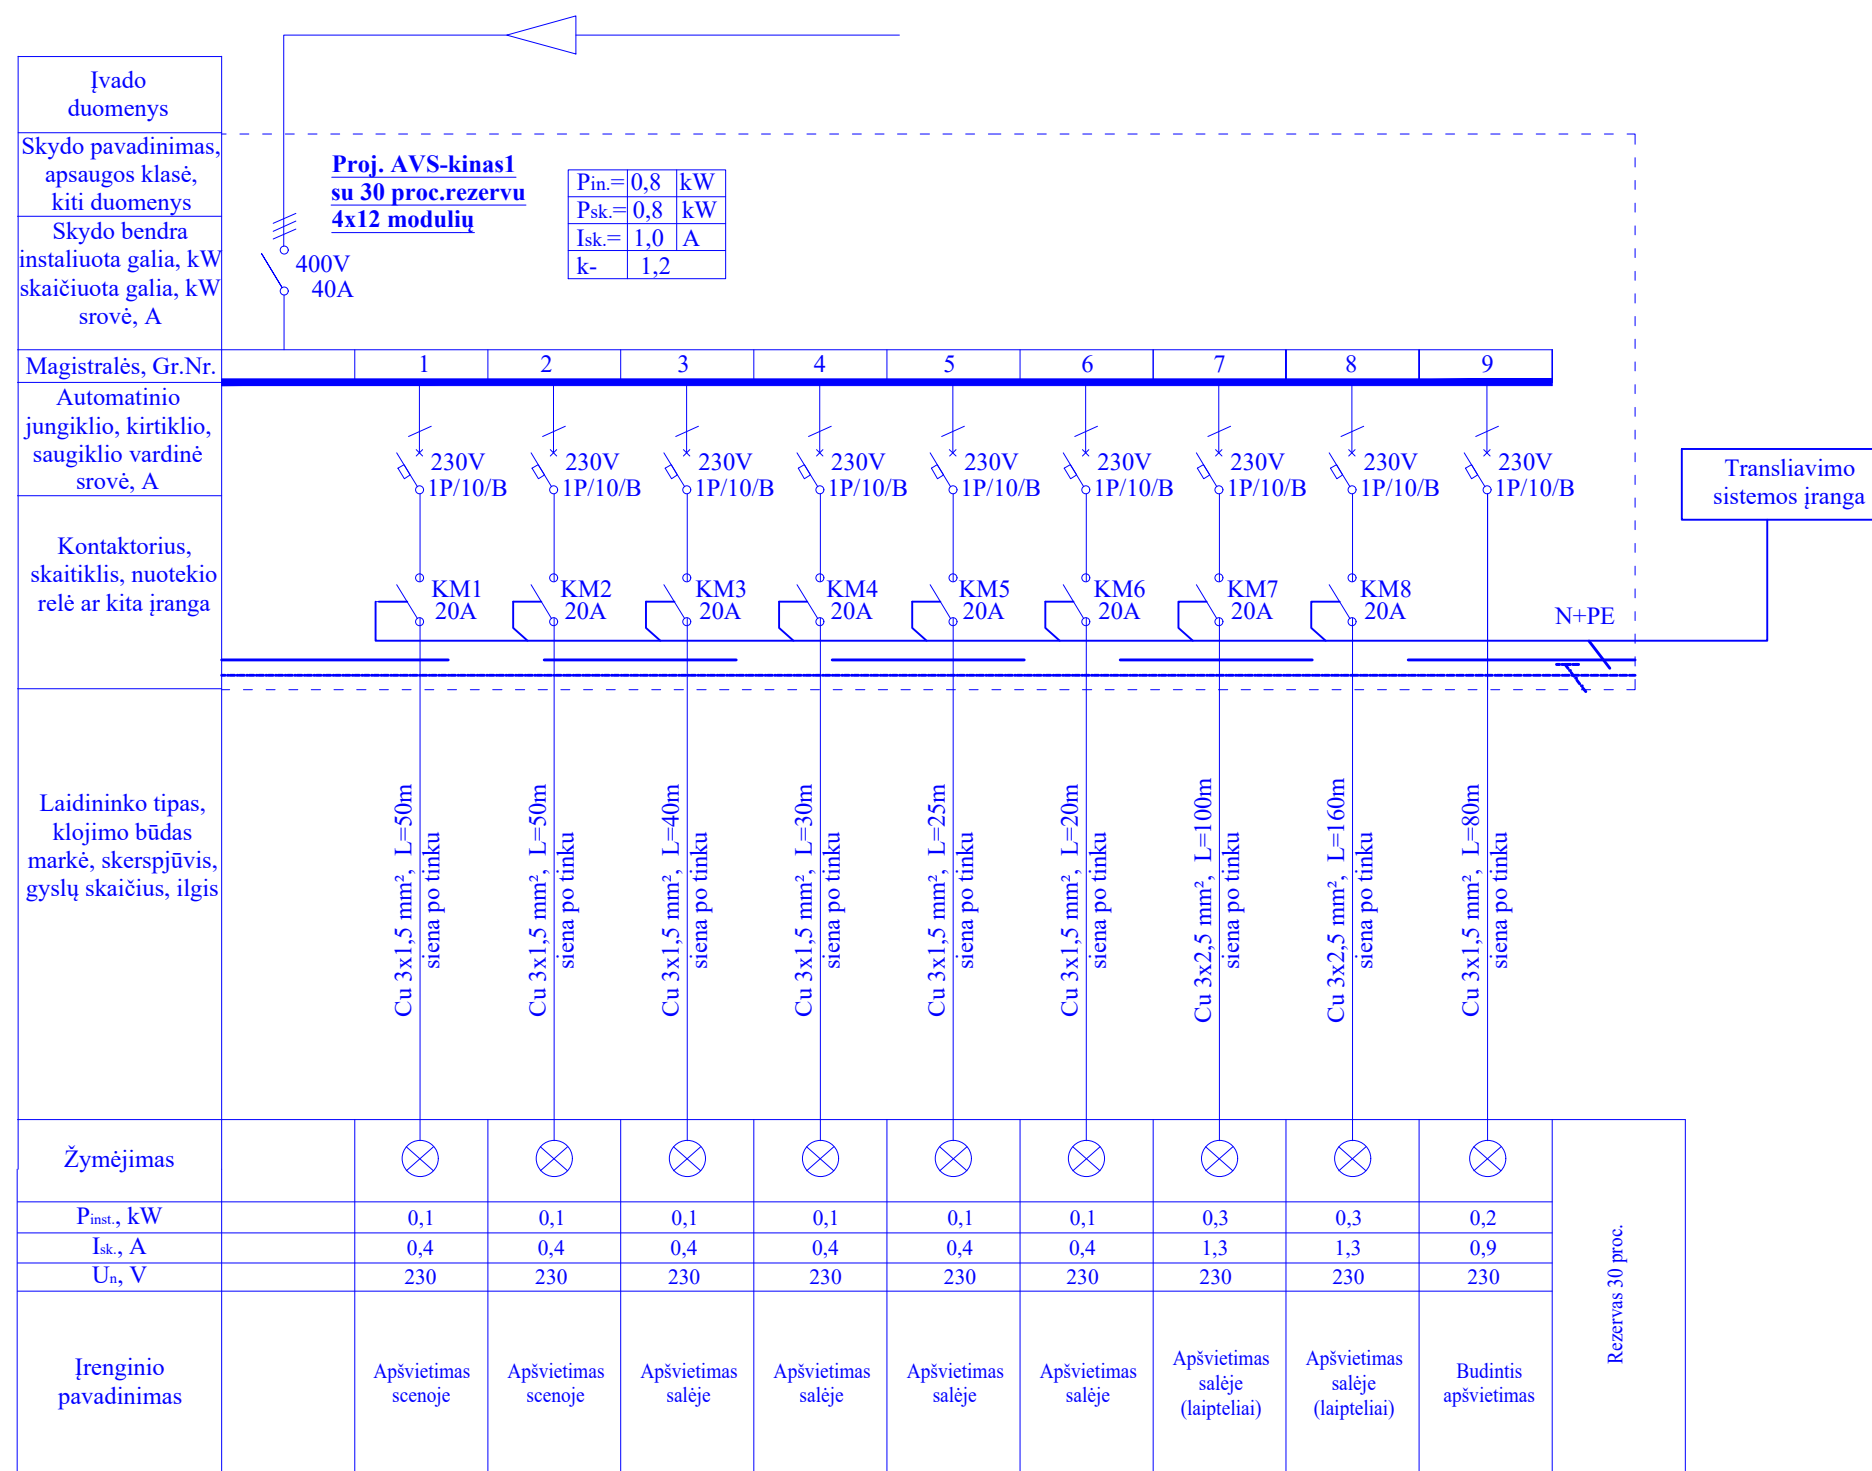 Įvado
duomenys
Skydo pavadinimas,
apsaugos klasė,
kiti duomenys
Skydo bendra
instaliuota galia, kW
skaičiuota galia, kW
srovė, A
Proj. AVS-kinas1
su 30 proc.rezervu
4x12 modulių
Pin.= 0,8 kW
Psk.= 0,8 kW
Isk.= 1,0 A
k- 1,2
400V
40A
Magistralės, Gr.Nr. 1 2 3 4 5 6 7 8 9
Automatinio
jungiklio, kirtiklio,
saugiklio vardinė
srovė, A
230V 230V 230V 230V 230V 230V 230V 230V 230V
1P/10/B 1P/10/B 1P/10/B 1P/10/B 1P/10/B 1P/10/B 1P/10/B 1P/10/B 1P/10/B
Transliavimo
sistemos įranga
Kontaktorius,
skaitiklis, nuotekio
relė ar kita įranga
KM1 KM2 KM3 KM4 KM5 KM6 KM7 KM8
20A 20A 20A 20A 20A 20A 20A 20A
N+PE
Laidininko tipas,
klojimo būdas
markė, skerspjūvis,
gyslų skaičius, ilgis
Cu 3x1,5 mm², L=50m
siena po tinku
Cu 3x1,5 mm², L=50m
siena po tinku
Cu 3x1,5 mm², L=40m
siena po tinku
Cu 3x1,5 mm², L=30m
siena po tinku
Cu 3x1,5 mm², L=25m
siena po tinku
Cu 3x1,5 mm², L=20m
siena po tinku
Cu 3x2,5 mm², L=100m
siena po tinku
Cu 3x2,5 mm², L=160m
siena po tinku
Cu 3x1,5 mm², L=80m
siena po tinku
Žymėjimas
Pinst., kW 0,1 0,1 0,1 0,1 0,1 0,1 0,3 0,3 0,2
Isk., A 0,4 0,4 0,4 0,4 0,4 0,4 1,3 1,3 0,9
Un, V 230 230 230 230 230 230 230 230 230
Įrenginio
pavadinimas
Apšvietimas
scenoje
Apšvietimas
scenoje
Apšvietimas
salėje
Apšvietimas
salėje
Apšvietimas
salėje
Apšvietimas
salėje
Apšvietimas
salėje
(laipteliai)
Apšvietimas
salėje
(laipteliai)
Budintis
apšvietimas
Rezervas 30 proc.